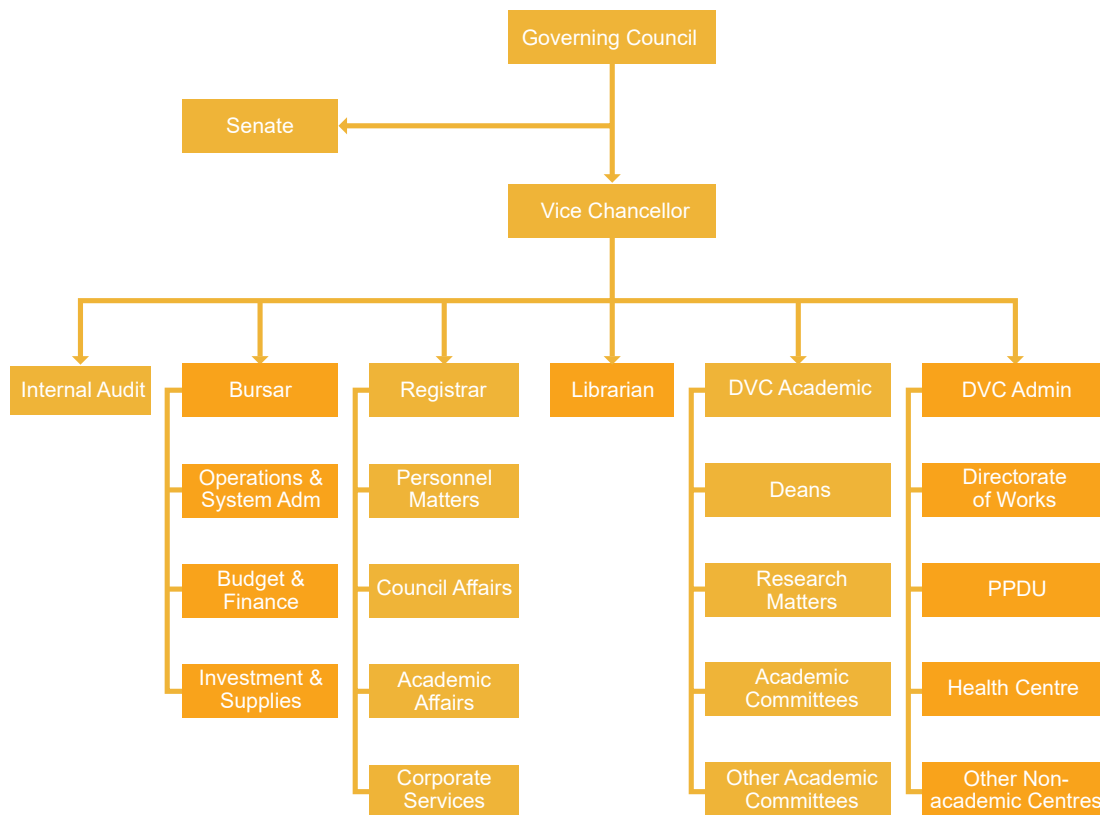 Governing Council
Senate
Vice Chancellor
Internal Audit
Bursar
Registrar
Librarian
DVC Academic
DVC Admin
Operations &
System Adm
Personnel
Matters
Deans
Directorate
of Works
Budget &
Finance
Council Affairs
Research
Matters
PPDU
Investment &
Supplies
Academic
Affairs
Academic
Committees
Health Centre
Corporate
Services
Other Academic
Committees
Other Non-
academic Centres